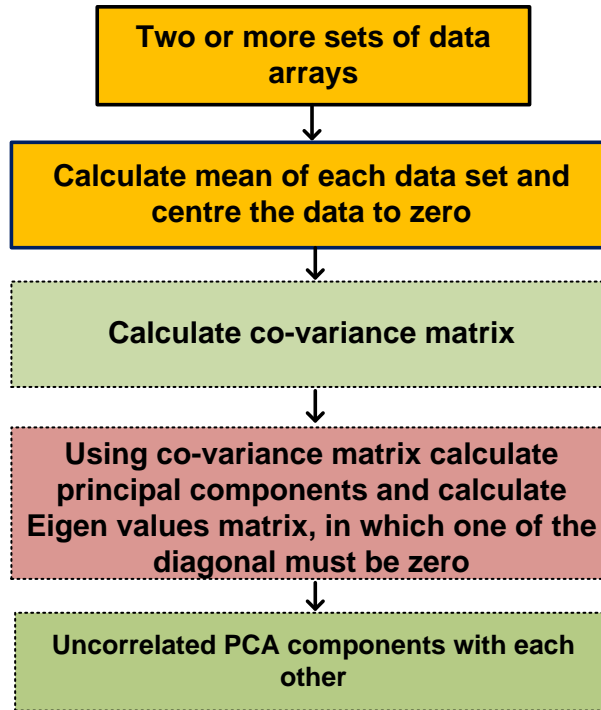 Two or more sets of data
arrays
Calculate mean of each data set and
centre the data to zero
Calculate co-variance matrix
Using co-variance matrix calculate
principal components and calculate
Eigen values matrix, in which one of the
diagonal must be zero
Uncorrelated PCA components with each
other